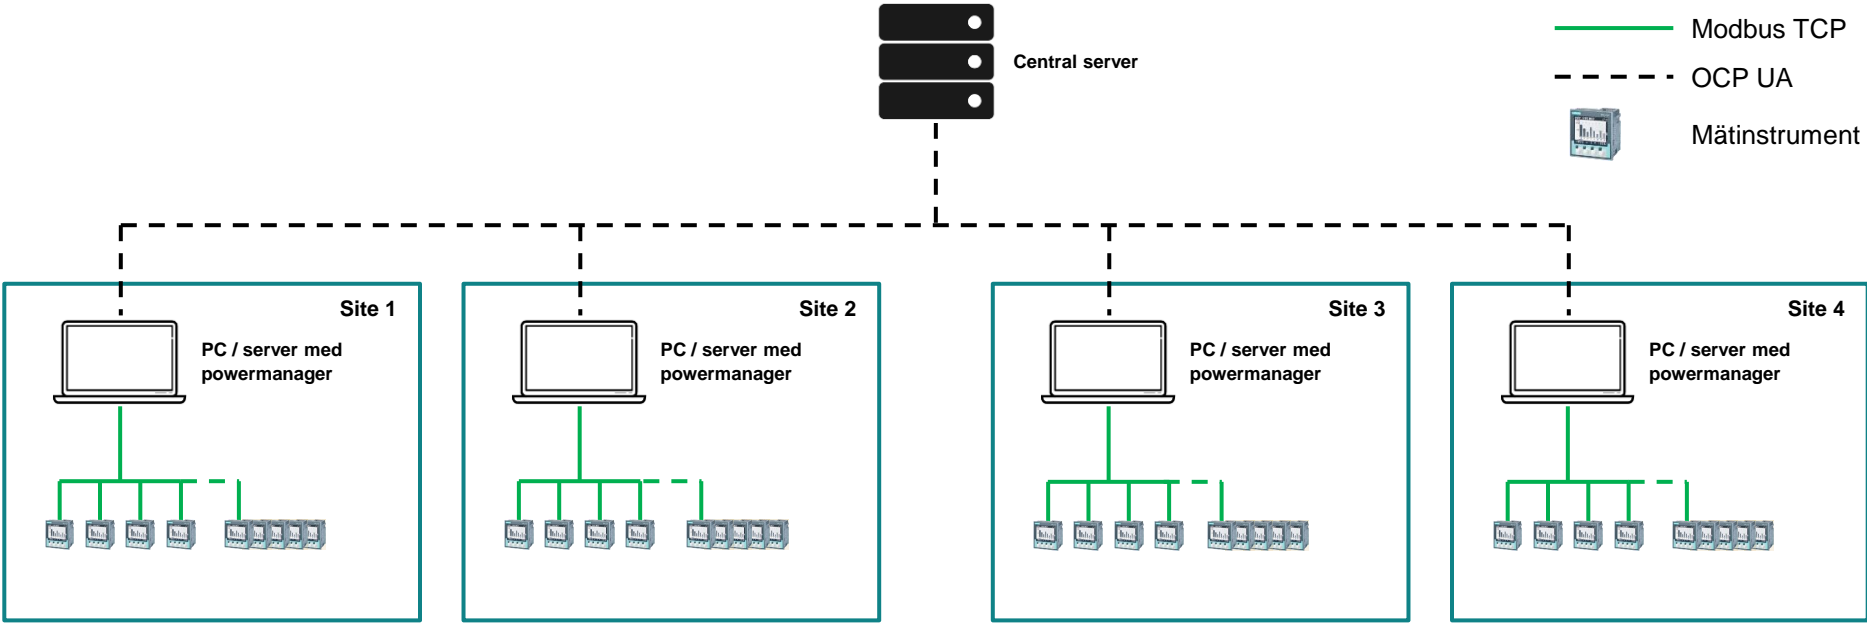 Central server
Modbus TCP
OCP UA
Mätinstrument
Site 1
PC / server med
powermanager
Site 2
PC / server med
powermanager
Site 3
PC / server med
powermanager
Site 4
PC / server med
powermanager